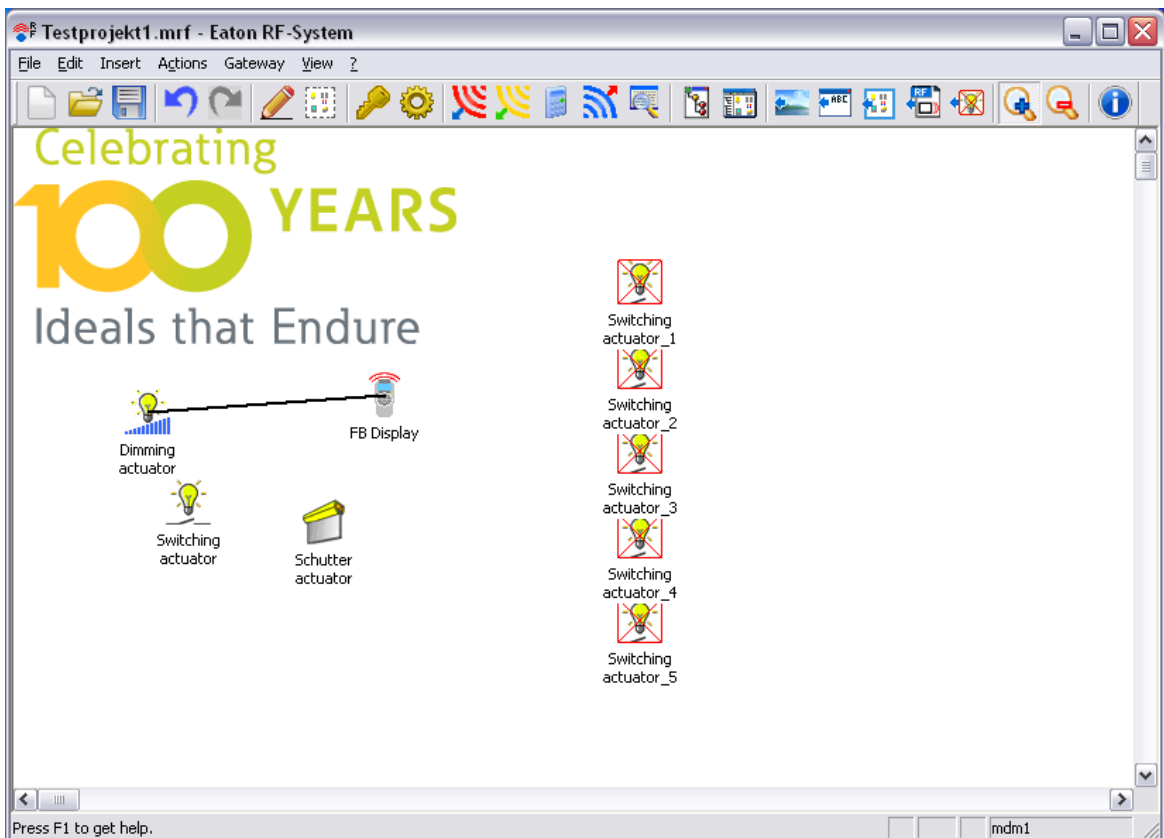 Testprojekt1.mrf - Eaton RF-System
File Edit Insert Actions Gateway View ?
Celebrating
100 YEARS
Ideals that Endure
Switching
actuator_1
Switching
actuator_2
FB Display
Dimming
actuator
Switching
actuator_3
Switching
actuator
Schutter
actuator
Switching
actuator_4
Switching
actuator_5
Press F1 to get help.
mdm1